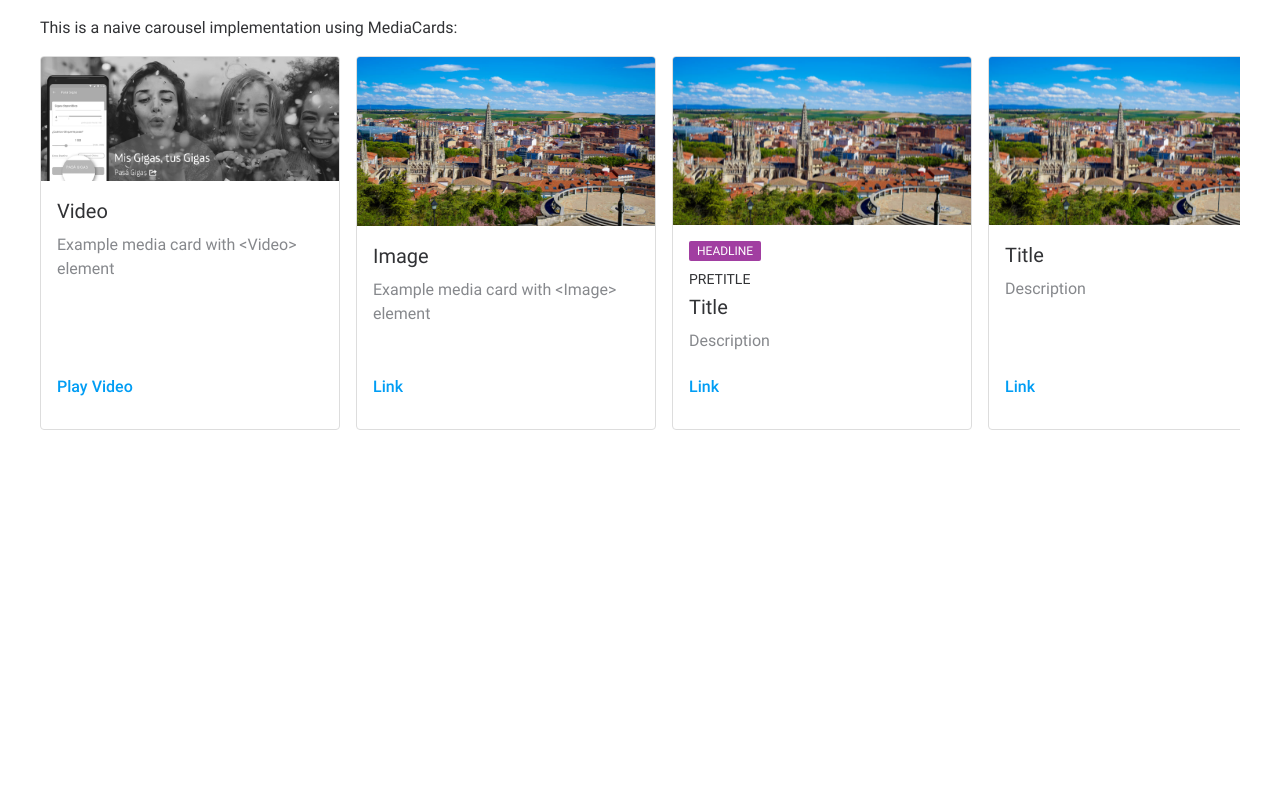 This is a naive carousel implementation using MediaCards:
Mis Gigas, tus Gigas
Pasá Gigas
Video
Example media card with <Video>
element
Play Video
Image
Example media card with <Image>
element
Link
HEADLINE
PRETITLE
Title
Description
Link
Title
Description
Link